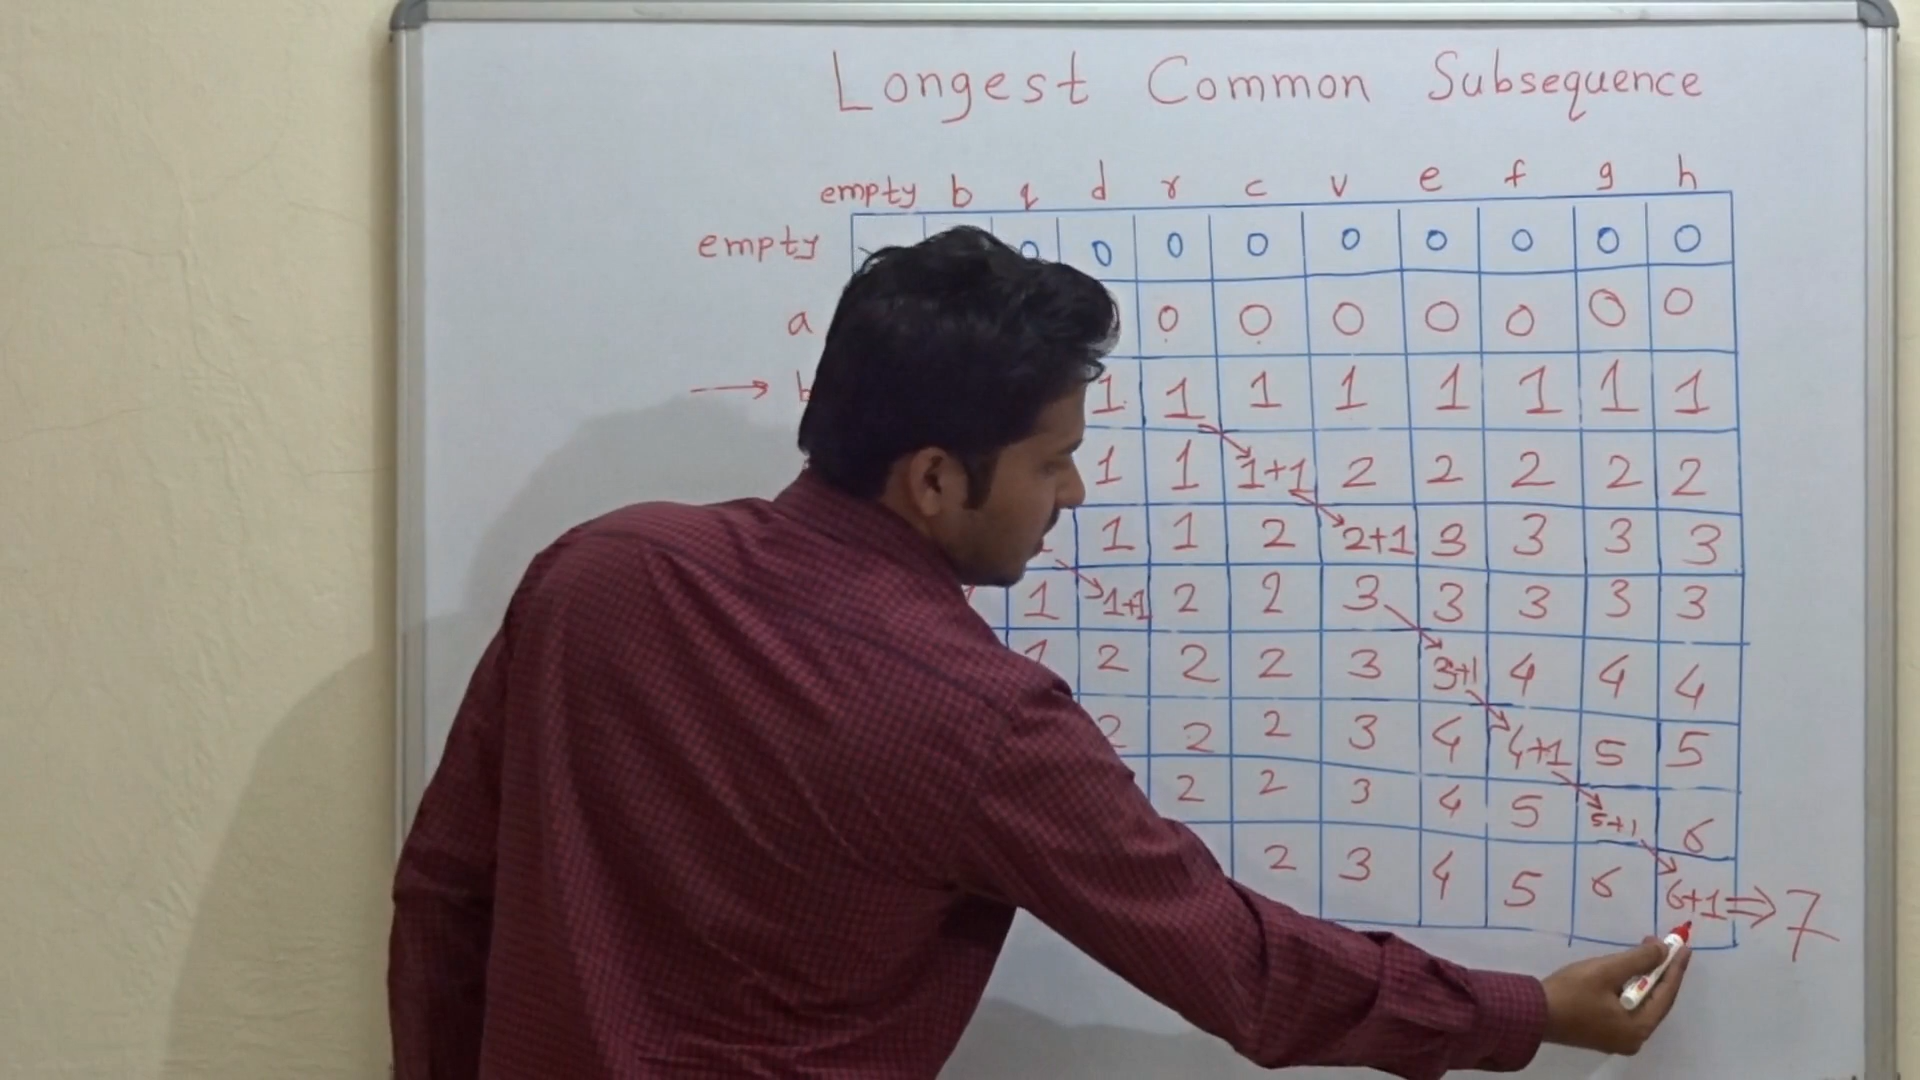 Longest Common Subsequence
empty b q d r c v e f g h
empty 0 0 0 0 0 0 0 0 0
a 0 0 0 0 0 0 0
→ b 1 1 1 1 1 1 1 1
1 1 1+1 2 2 2 2 2
1 1 2 2+1 3 3 3 3
1 1+1 2 2 3 3 3 3 3
1 2 2 2 3 3+1 4 4 4
2 2 2 3 4 4+1 5 5
2 2 3 4 5 5+1 6
2 3 4 5 6 6+1 ⇒ 7